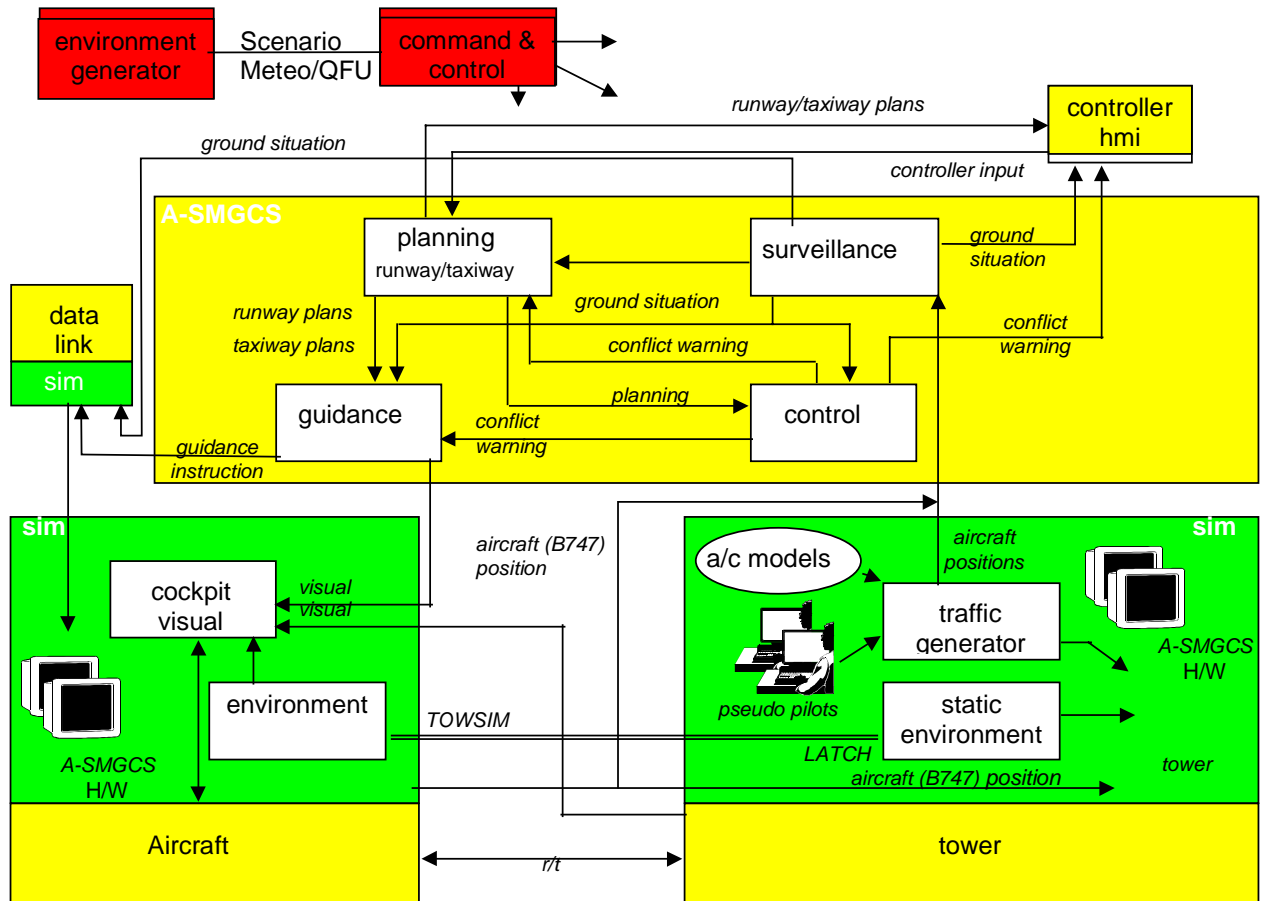 environment
generator
Scenario
Meteo/QFU
command &
control
runway/taxiway plans
controller
hmi
ground situation
controller input
A-SMGCS
planning
runway/taxiway
surveillance
ground
situation
data
link
sim
runway plans
taxiway plans
ground situation
conflict warning
conflict
warning
guidance
planning
control
conflict
warning
guidance
instruction
sim
aircraft (B747)
position
sim
a/c models
aircraft
positions
cockpit
visual
visual
visual
traffic
generator
A-SMGCS
H/W
pseudo pilots
environment
TOWSIM
static
environment
LATCH
A-SMGCS
H/W
tower
aircraft (B747) position
Aircraft
r/t
tower